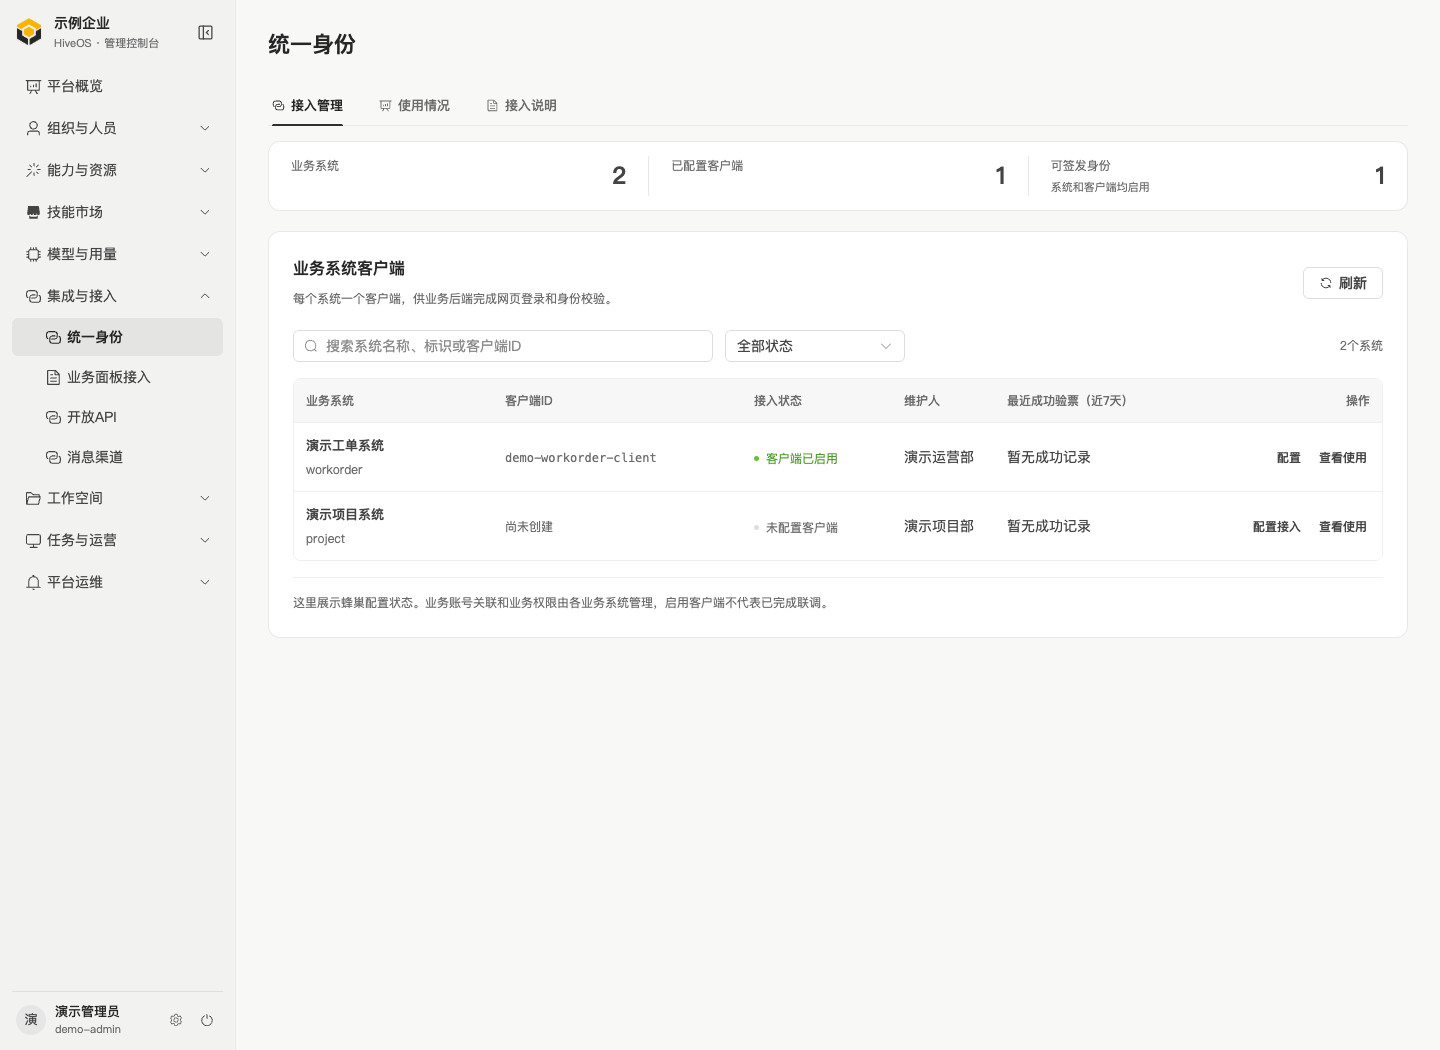 示例企业
HiveOS · 管理控制台
平台概览
组织与人员
能力与资源
技能市场
模型与用量
集成与接入
统一身份
业务面板接入
开放API
消息渠道
工作空间
任务与运营
平台运维
演
演示管理员
demo-admin
统一身份
接入管理
使用情况
接入说明
业务系统
2
已配置客户端
1
可签发身份
系统和客户端均启用
1
业务系统客户端
每个系统一个客户端，供业务后端完成网页登录和身份校验。
刷新
搜索系统名称、标识或客户端ID
全部状态
2个系统
业务系统 客户端ID 接入状态 维护人 最近成功验票（近7天） 操作
演示工单系统
workorder
demo-workorder-client
客户端已启用
演示运营部
暂无成功记录
配置 查看使用
演示项目系统
project
尚未创建
未配置客户端
演示项目部
暂无成功记录
配置接入 查看使用
这里展示蜂巢配置状态。业务账号关联和业务权限由各业务系统管理，启用客户端不代表已完成联调。